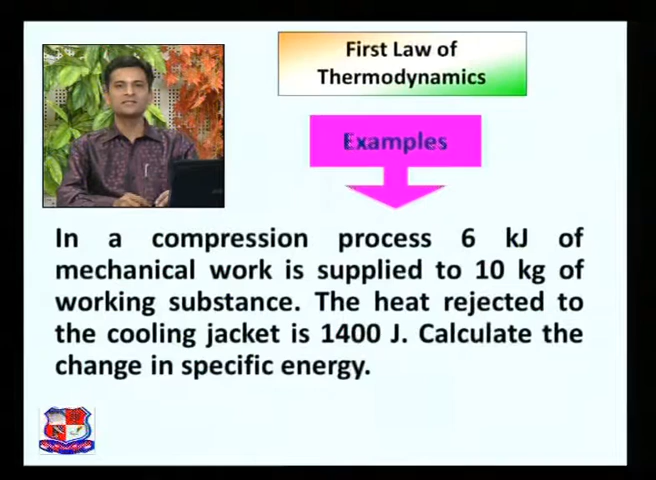 First Law of
Thermodynamics
Examples
In a compression process 6 kJ of
mechanical work is supplied to 10 kg of
working substance. The heat rejected to
the cooling jacket is 1400 J. Calculate the
change in specific energy.